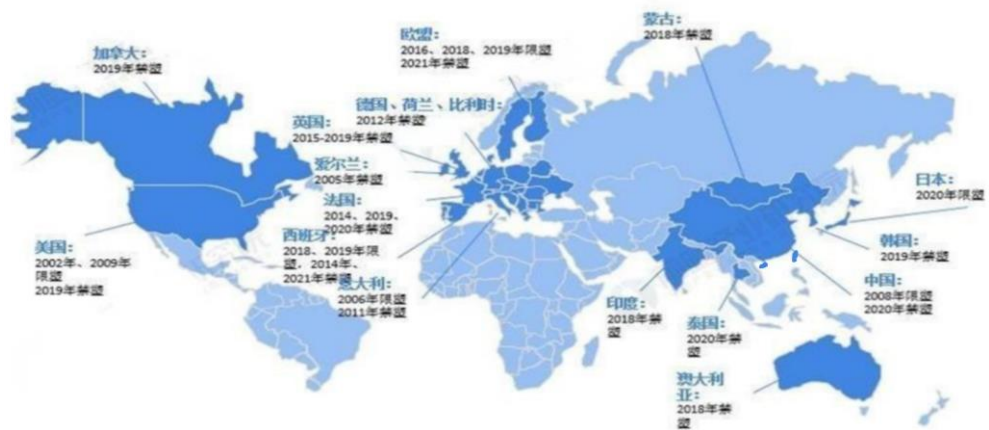 加拿大：
2019年禁塑
欧盟：
2016、2018、2019年限塑
2021年禁塑
蒙古：
2018年禁塑
德国、荷兰、比利时：
2012年禁塑
英国：
2015-2019年禁塑
爱尔兰：
2005年禁塑
法国：
2014、2019、
2020年禁塑
西班牙：
2018、2019年限
塑，2014年、
2021年禁塑
意大利：
2006年限塑
2011年禁塑
美国：
2002年、2009年
限塑
2019年禁塑
日本：
2020年限塑
韩国：
2019年禁塑
中国：
2008年限塑
2020年禁塑
印度：
2018年禁
塑
泰国：
2020年禁
塑
澳大利
亚：
2018年禁
塑